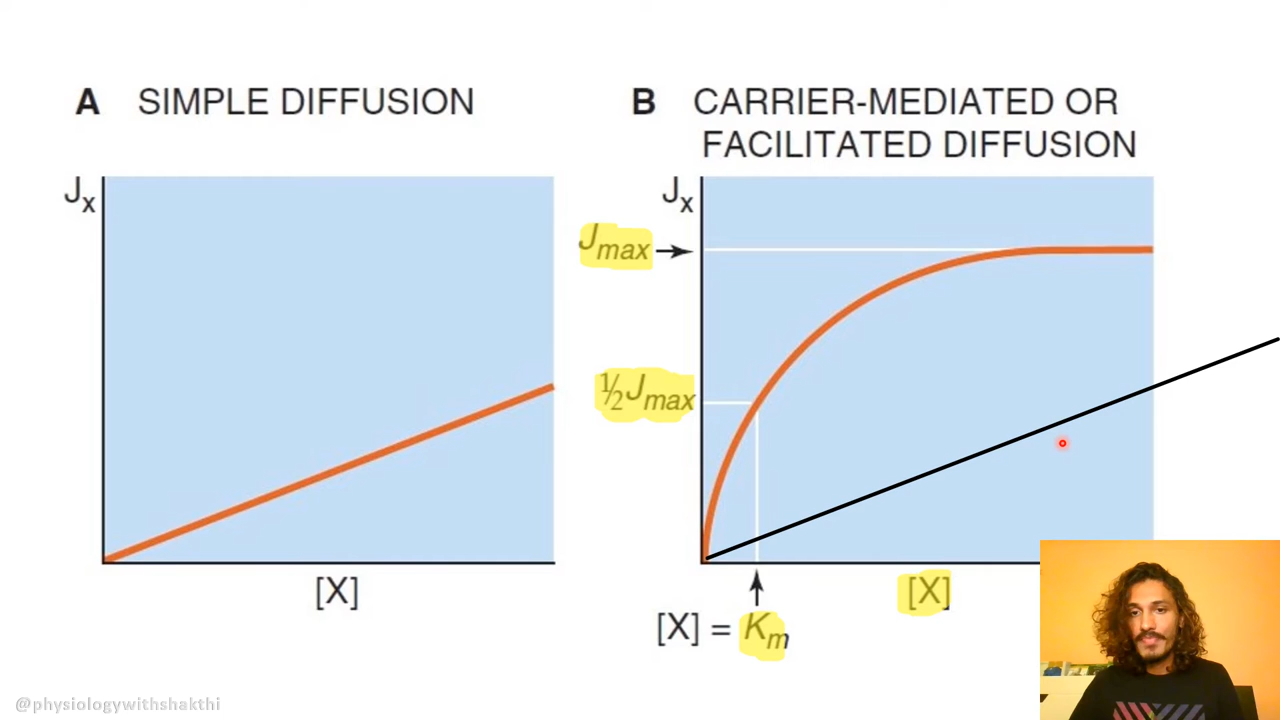 A SIMPLE DIFFUSION
Jx
[X]
B CARRIER-MEDIATED OR
FACILITATED DIFFUSION
Jx
Jmax
½Jmax
[X]
[X] = Km
@physiologywithshakthi